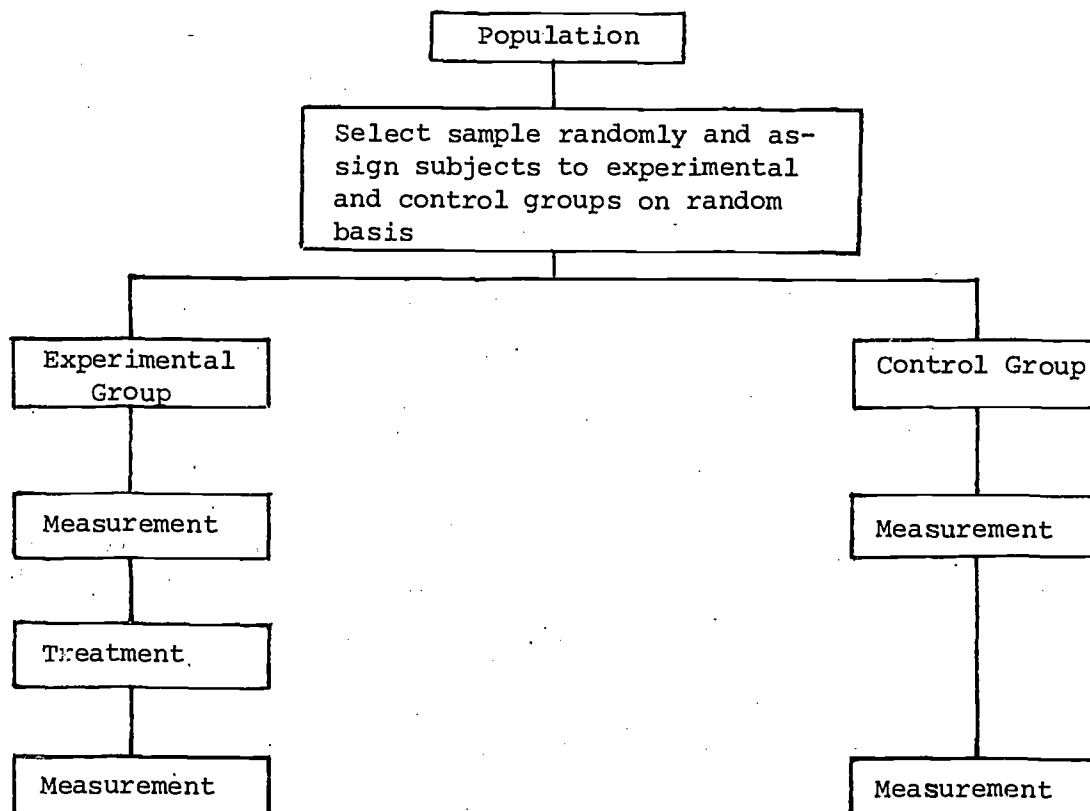 Population
Select sample randomly and as-
sign subjects to experimental
and control groups on random
basis
Experimental
Group
Control Group
Measurement
Measurement
Treatment
Measurement
Measurement